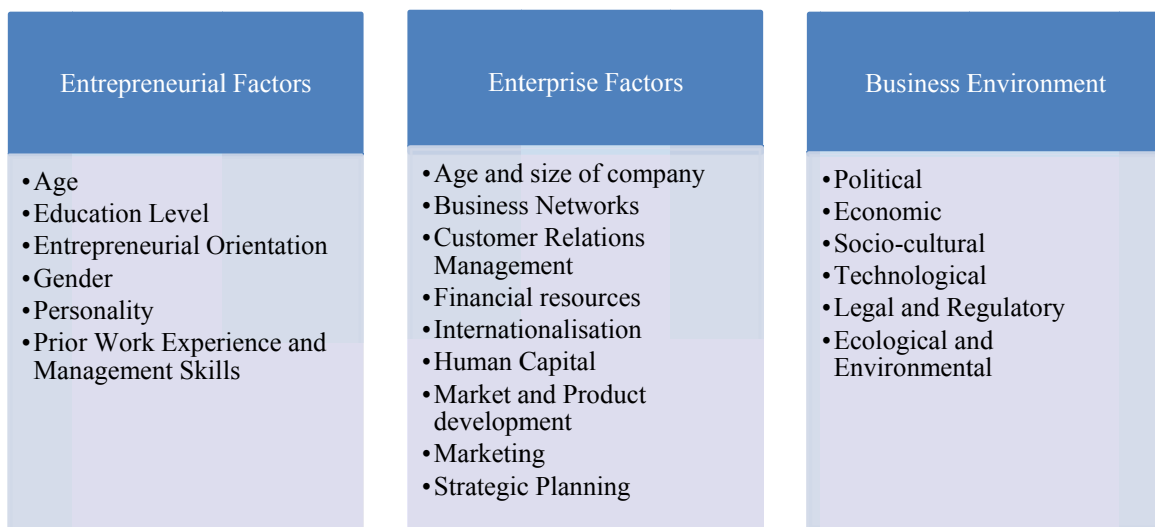 Entrepreneurial Factors
•Age
•Education Level
•Entrepreneurial Orientation
•Gender
•Personality
•Prior Work Experience and
Management Skills
Enterprise Factors
•Age and size of company
•Business Networks
•Customer Relations
Management
•Financial resources
•Internationalisation
•Human Capital
•Market and Product
development
•Marketing
•Strategic Planning
Business Environment
•Political
•Economic
•Socio-cultural
•Technological
•Legal and Regulatory
•Ecological and
Environmental